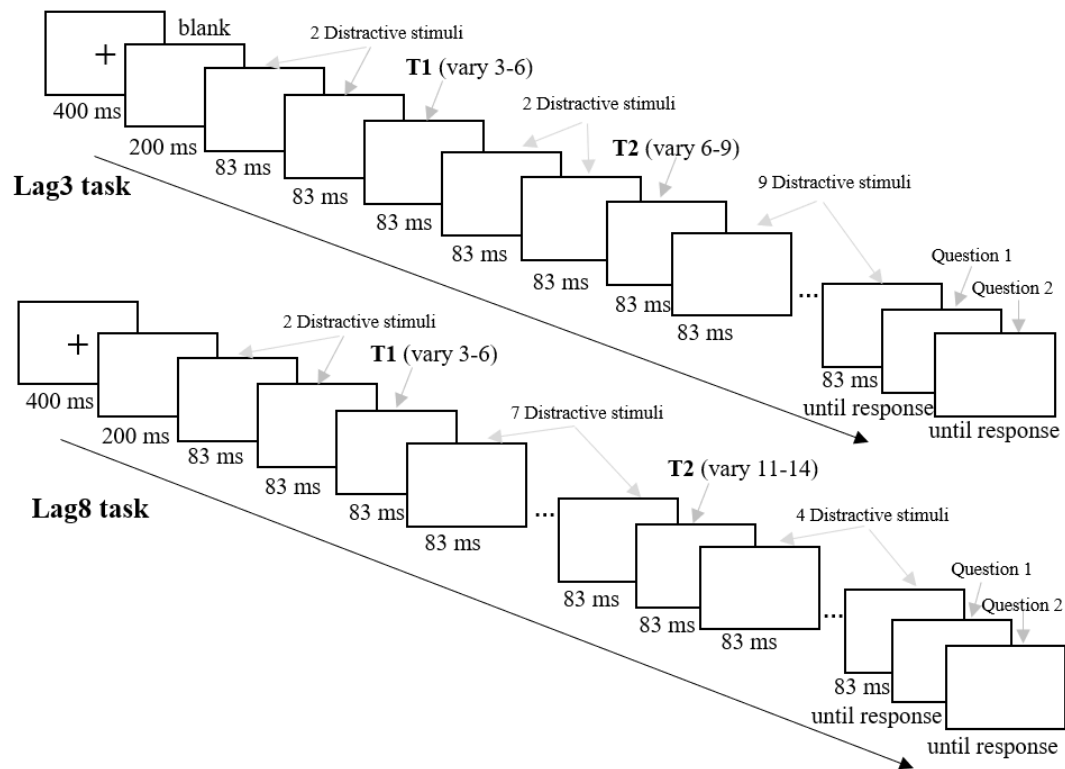 blank
2 Distractive stimuli
T1 (vary 3-6)
2 Distractive stimuli
T2 (vary 6-9)
9 Distractive stimuli
Question 1
Question 2
+
400 ms
200 ms
83 ms
83 ms
83 ms
83 ms
83 ms
83 ms
83 ms
...
83 ms
until response
until response
Lag3 task
2 Distractive stimuli
T1 (vary 3-6)
7 Distractive stimuli
T2 (vary 11-14)
4 Distractive stimuli
Question 1
Question 2
+
400 ms
200 ms
83 ms
83 ms
83 ms
83 ms
...
83 ms
83 ms
83 ms
...
83 ms
until response
until response
Lag8 task